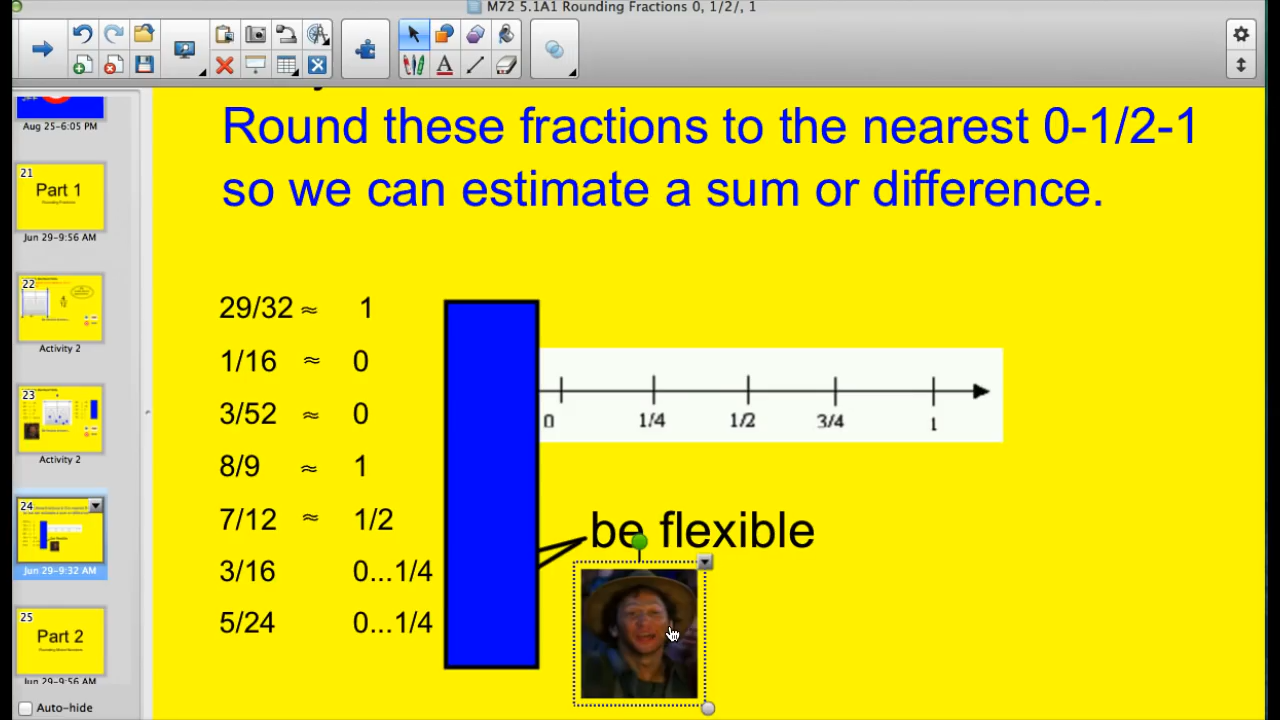 M72 5.1A1 Rounding Fractions 0, 1/2/, 1
Aug 25-6:05 PM
21
Part 1
Jun 29-9:56 AM
22
Activity 2
23
Activity 2
24
Jun 29-9:32 AM
25
Part 2
Jun 29-9:56 AM
Auto-hide
Round these fractions to the nearest 0-1/2-1
so we can estimate a sum or difference.
29/32 ≈ 1
1/16 ≈ 0
3/52 ≈ 0
8/9 ≈ 1
7/12 ≈ 1/2
3/16 0...1/4
5/24 0...1/4
0 1/4 1/2 3/4 1
be flexible